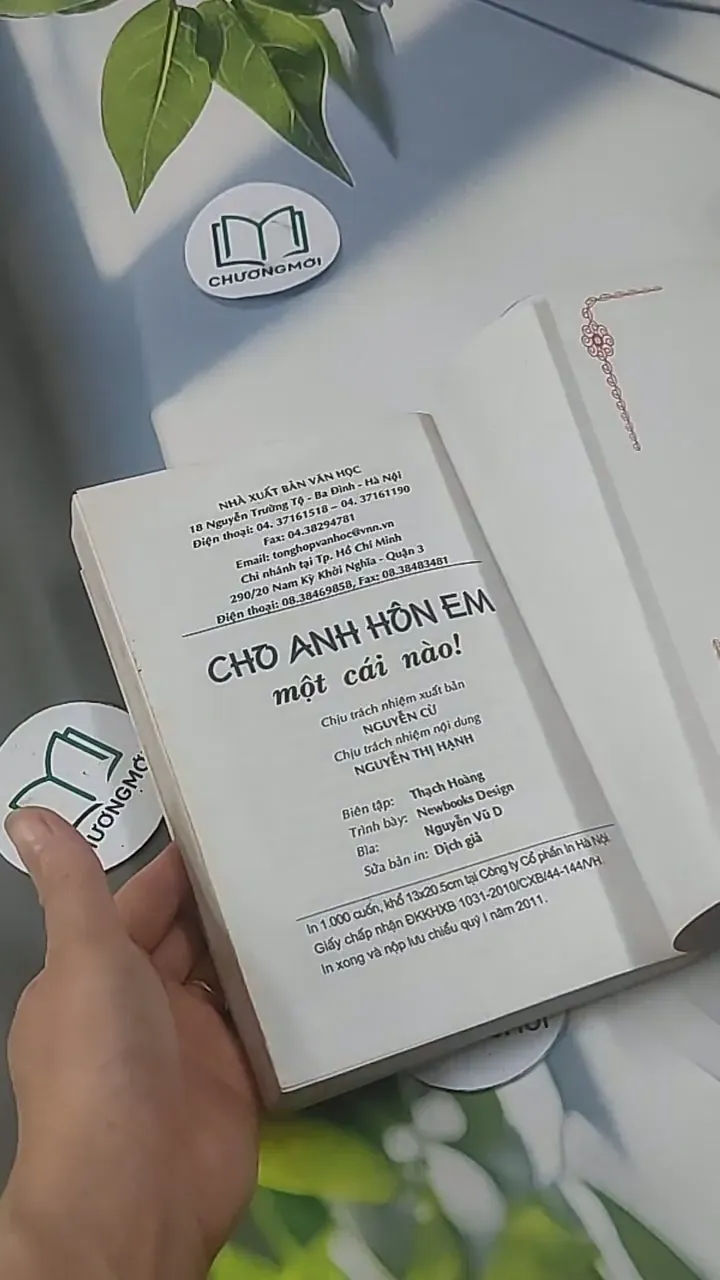 CHƯƠNGMỚI
NHÀ XUẤT BẢN VĂN HỌC
18 Nguyễn Trường Tộ - Ba Đình - Hà Nội
Điện thoại: 04. 37161518 – 04. 37161190
Fax: 04.38294781
Email: tonghopvanhoc@vnn.vn
Chi nhánh tại Tp. Hồ Chí Minh
290/20 Nam Kỳ Khởi Nghĩa - Quận 3
Điện thoại: 08.38469858, Fax: 08.38483481
CHO ANH HÔN EM
một cái nào!
Chịu trách nhiệm xuất bản
NGUYỄN CỪ
Chịu trách nhiệm nội dung
NGUYỄN THỊ HẠNH
Biên tập: Thạch Hoàng
Trình bày: Newbooks Design
Bìa: Nguyễn Vũ D
Sửa bản in: Dịch giả
In 1.000 cuốn, khổ 13x20.5cm tại Công ty Cổ phần In Hà Nội.
Giấy chấp nhận ĐKKHXB 1031-2010/CXB/44-144/VH.
In xong và nộp lưu chiểu quý I năm 2011.
ƯƠNGMỚI